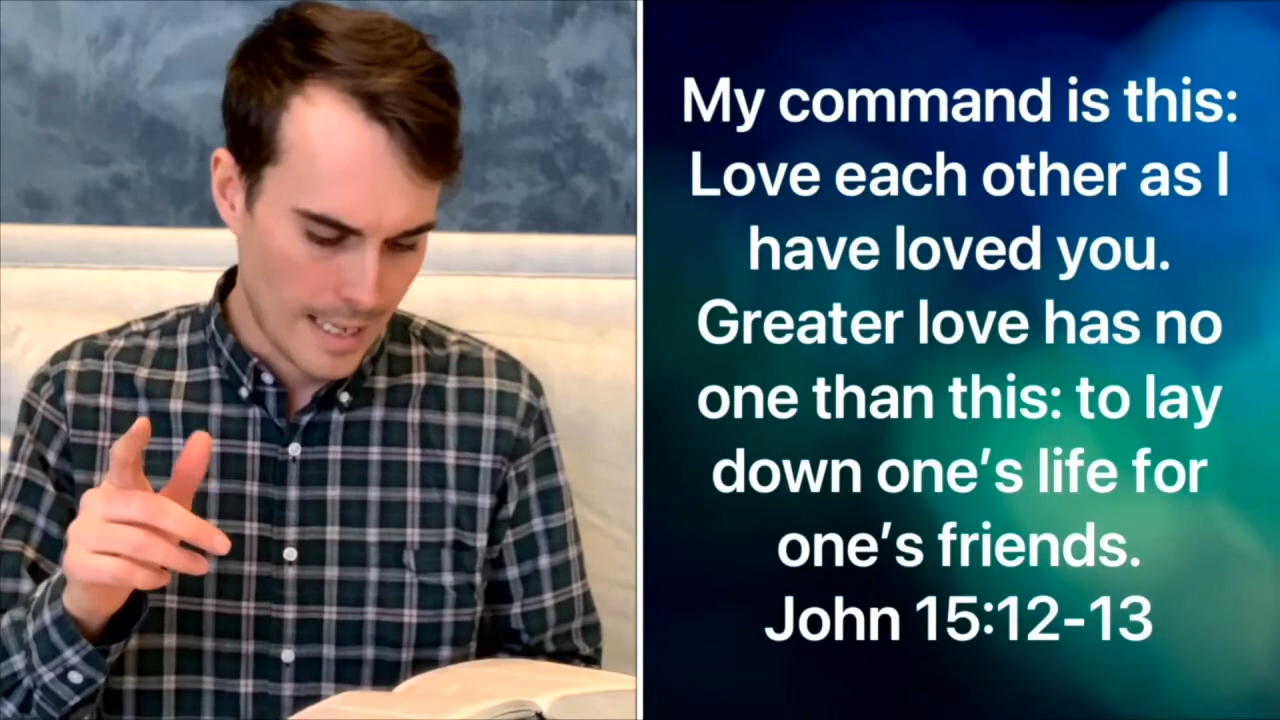 My command is this:
Love each other as I
have loved you.
Greater love has no
one than this: to lay
down one’s life for
one’s friends.
John 15:12-13